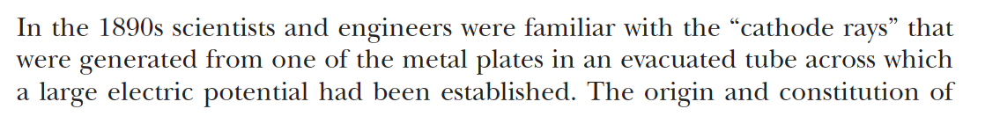 In the 1890s scientists and engineers were familiar with the “cathode rays” that
were generated from one of the metal plates in an evacuated tube across which
a large electric potential had been established. The origin and constitution of